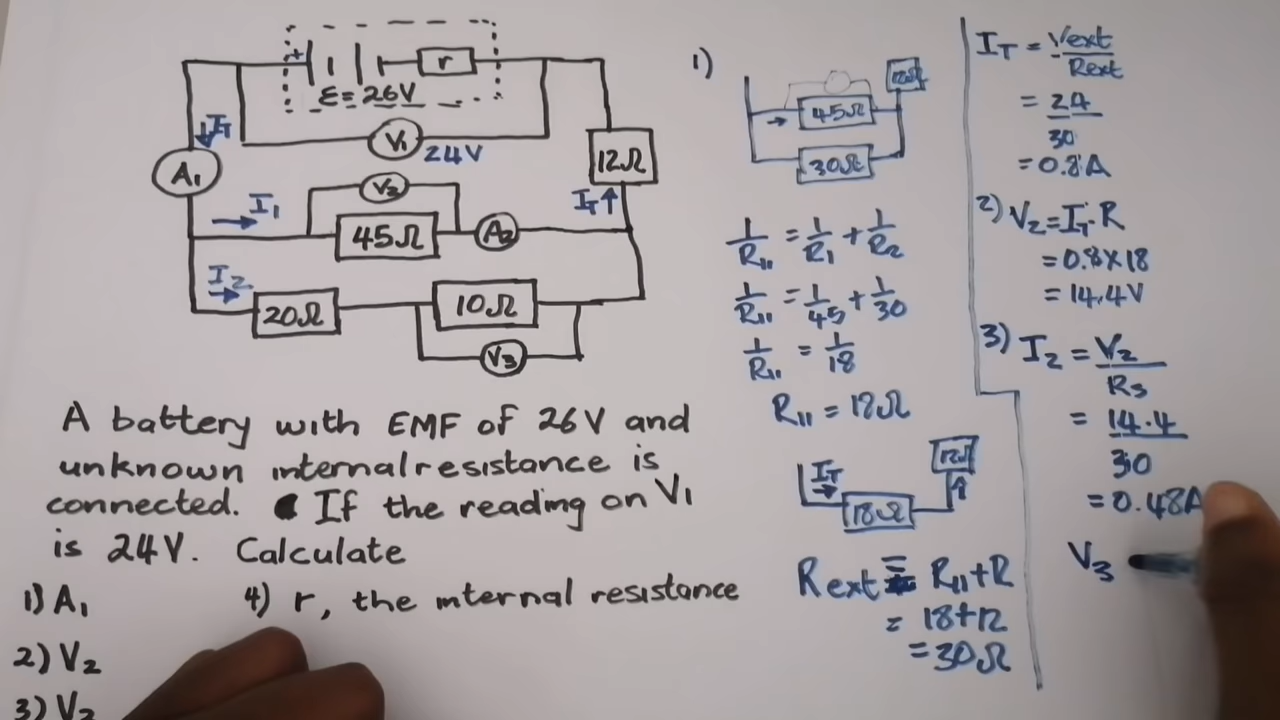 +
r
ε = 26V
IT
V1
24V
A1
12Ω
V2
IT
I1
45Ω
A2
I2
20Ω
10Ω
V3
A battery with EMF of 26V and
unknown internal resistance is
connected. If the reading on V1
is 24V. Calculate
1) A1
4) r, the internal resistance
2) V2
3) V3
1)
12Ω
45Ω
30Ω
1/R11 = 1/R1 + 1/R2
1/R11 = 1/45 + 1/30
1/R11 = 1/18
R11 = 18Ω
IT
12Ω
18Ω
Rext = R11+R
= 18+12
= 30Ω
IT = Vext/Rext
= 24/30
= 0.8A
2) V2 = IT.R
= 0.8×18
= 14.4V
3) I2 = V2/Rs
= 14.4/30
= 0.48A
V3